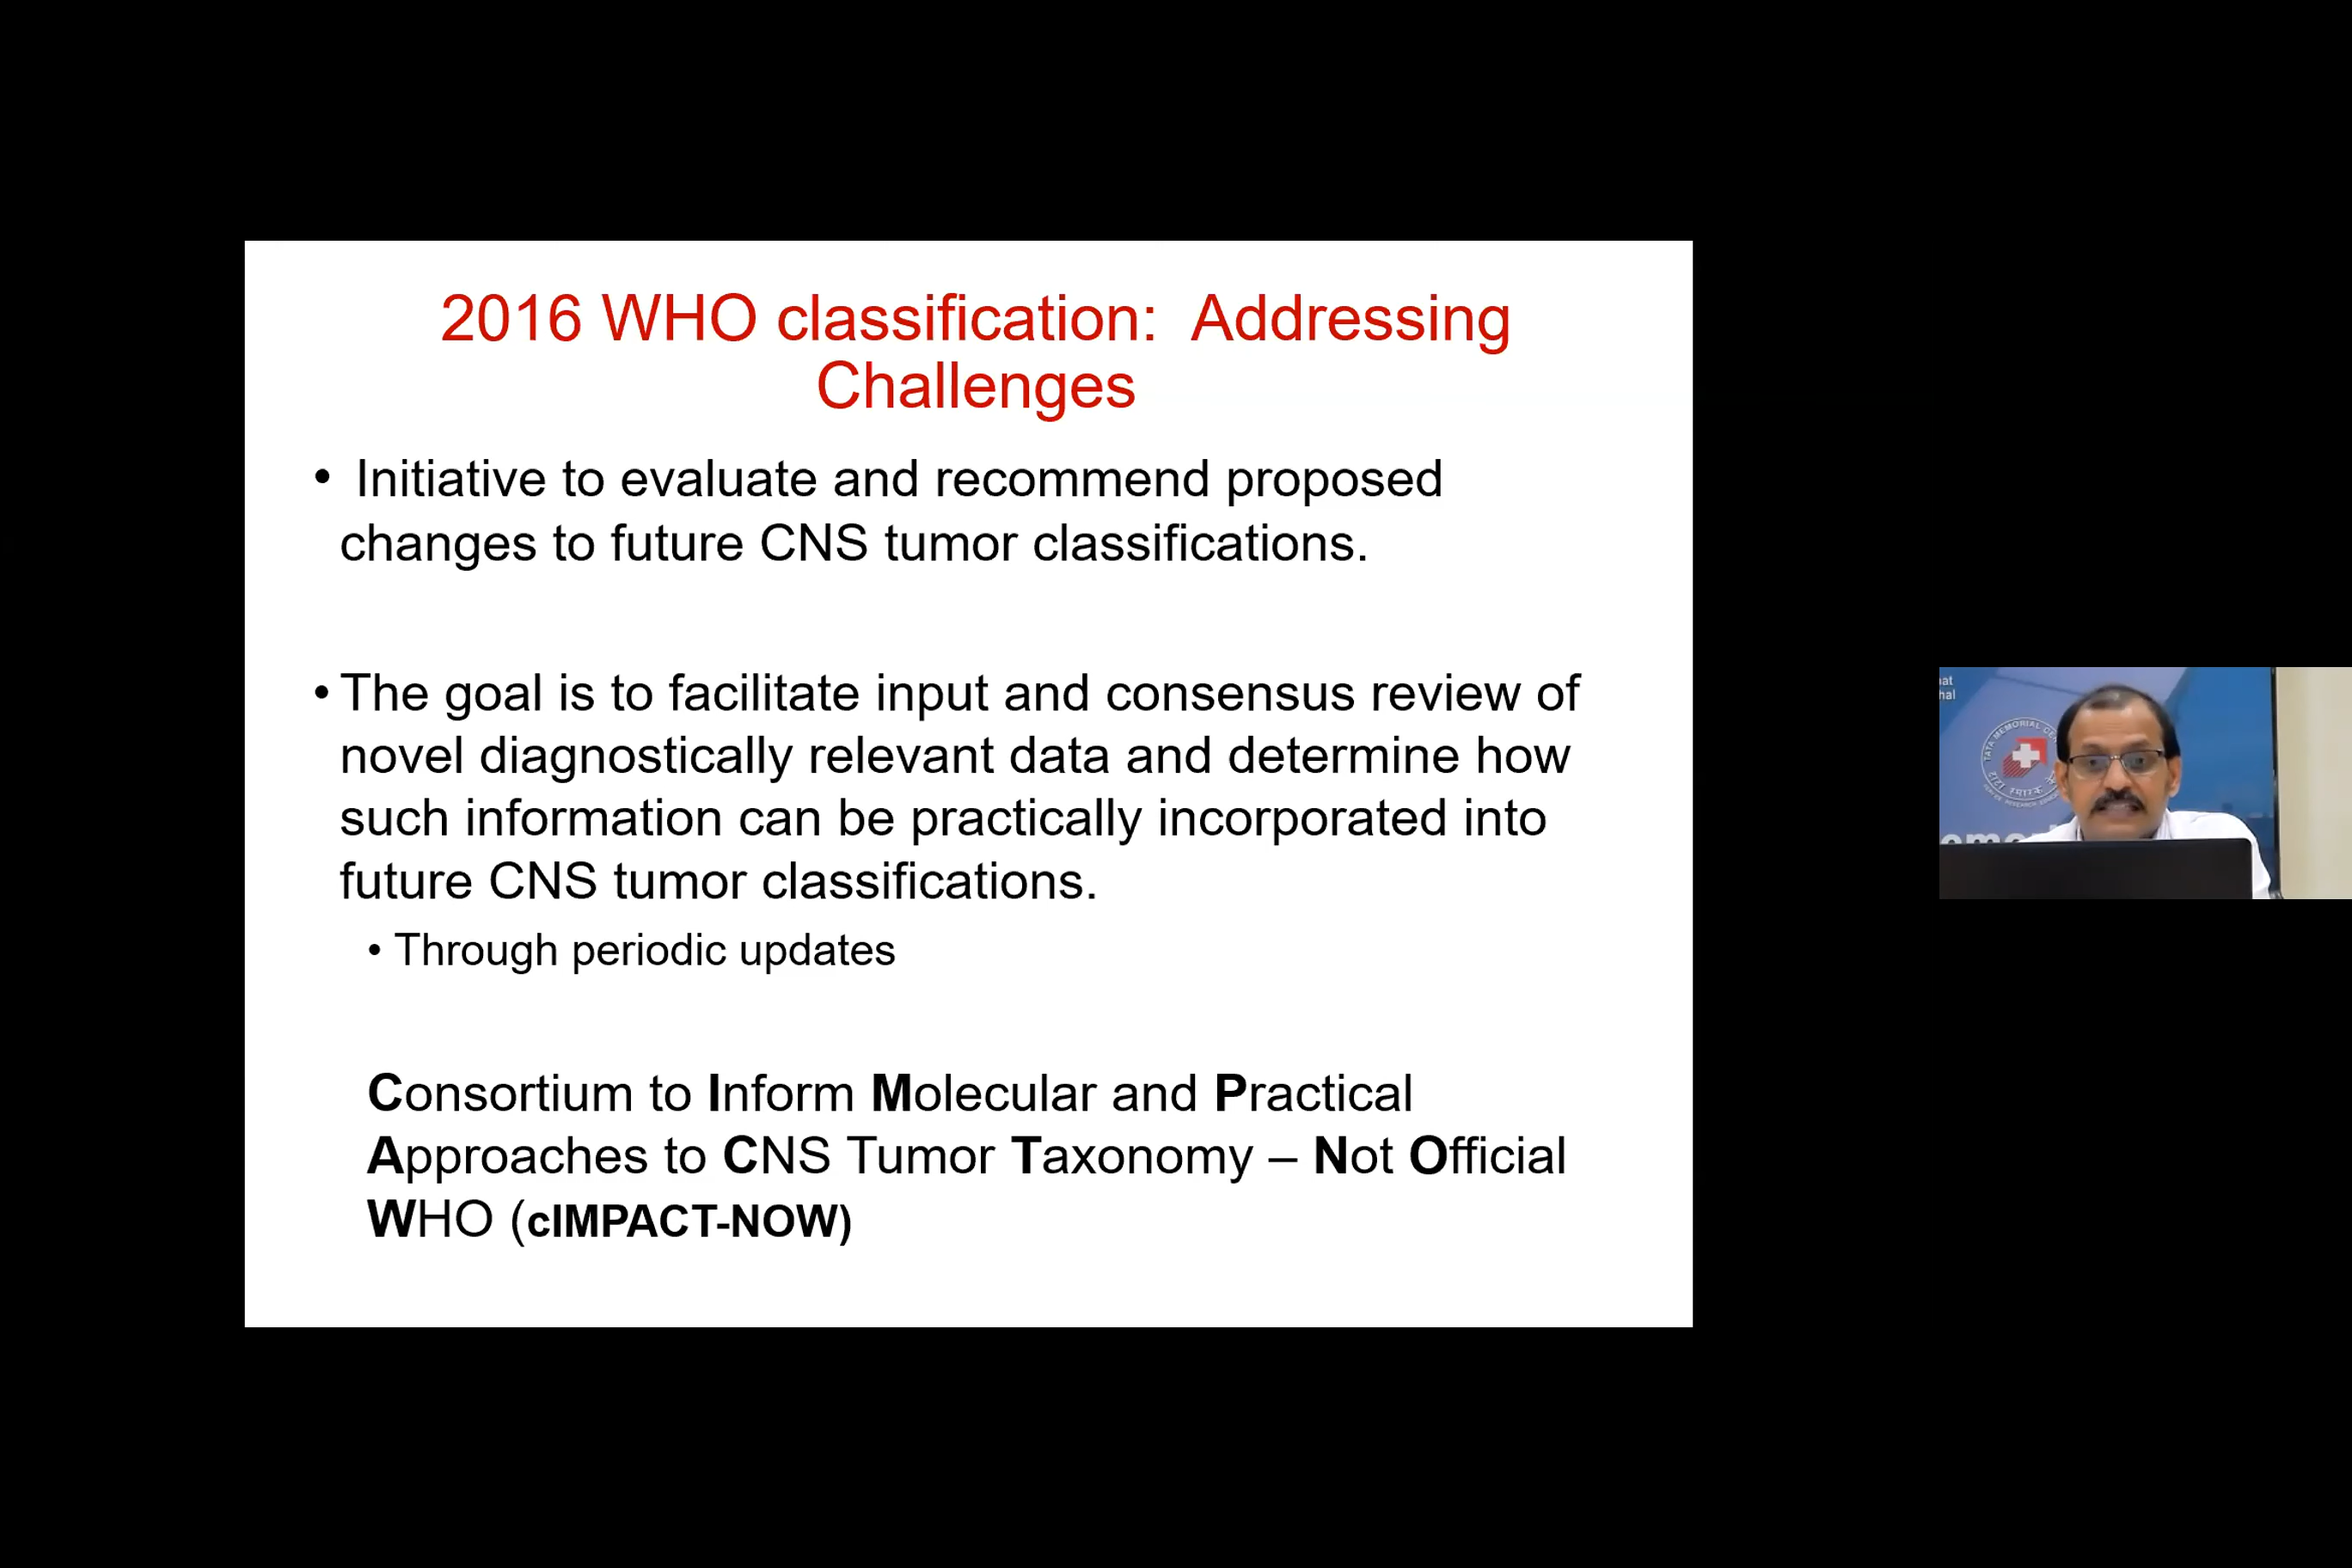 2016 WHO classification: Addressing
Challenges
• Initiative to evaluate and recommend proposed
changes to future CNS tumor classifications.
• The goal is to facilitate input and consensus review of
novel diagnostically relevant data and determine how
such information can be practically incorporated into
future CNS tumor classifications.
• Through periodic updates
Consortium to Inform Molecular and Practical
Approaches to CNS Tumor Taxonomy – Not Official
WHO (cIMPACT-NOW)
TATA MEMORIAL